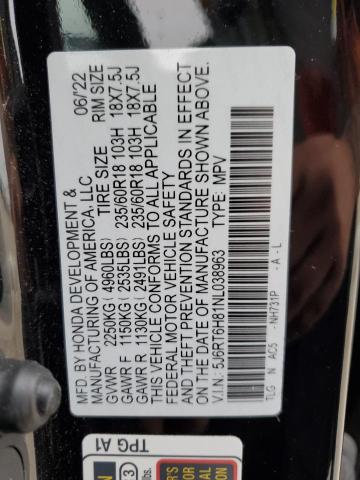 MFD. BY HONDA DEVELOPMENT & 06/'22
MANUFACTURING OF AMERICA, LLC
TIRE SIZE RIM SIZE
GVWR 2250KG ( 4960LBS)
GAWR F 1150KG ( 2535LBS) 235/60R18 103H 18X7.5J
GAWR R 1130KG ( 2491LBS) 235/60R18 103H 18X7.5J
THIS VEHICLE CONFORMS TO ALL APPLICABLE
FEDERAL MOTOR VEHICLE SAFETY
AND THEFT PREVENTION STANDARDS IN EFFECT
ON THE DATE OF MANUFACTURE SHOWN ABOVE.
V.I.N.: 5J6RT6H81NL038963 TYPE: MPV
TLG N AC5 NH731P - A - L
TPG A1